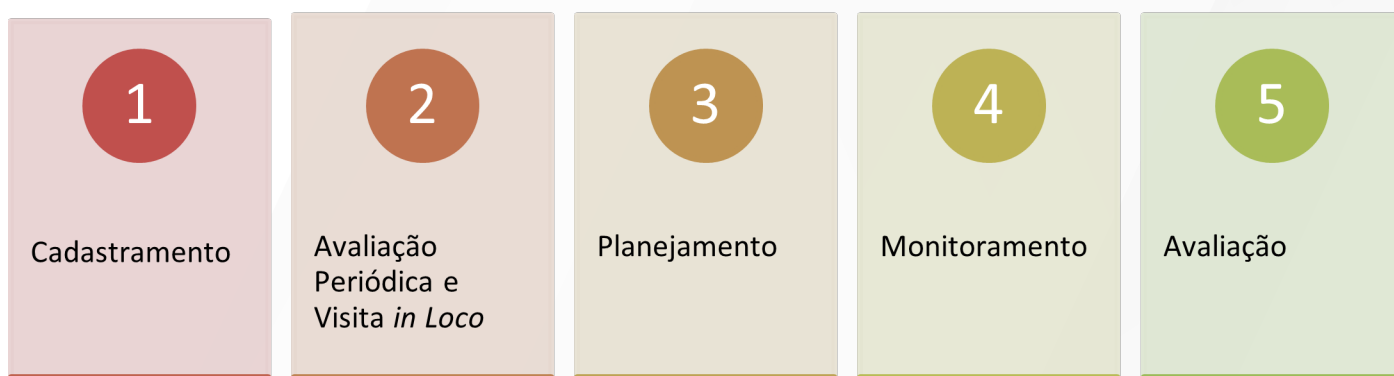 1
Cadastramento
2
Avaliação
Periódica e
Visita in Loco
3
Planejamento
4
Monitoramento
5
Avaliação